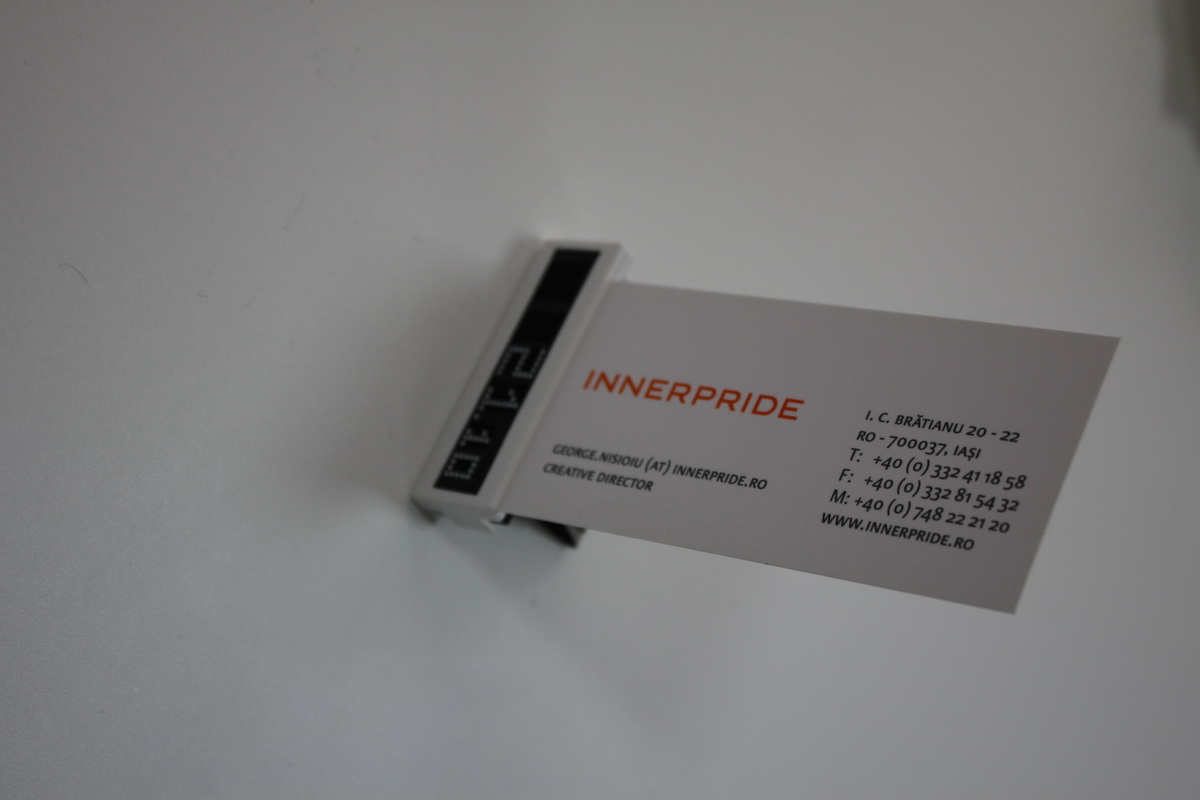 INNERPRIDE
GEORGE.NISIOIU (AT) INNERPRIDE.RO
CREATIVE DIRECTOR
I. C. BRĂTIANU 20 - 22
RO - 700037, IAȘI
T: +40 (0) 332 41 18 58
F: +40 (0) 332 81 54 32
M: +40 (0) 748 22 21 20
WWW.INNERPRIDE.RO